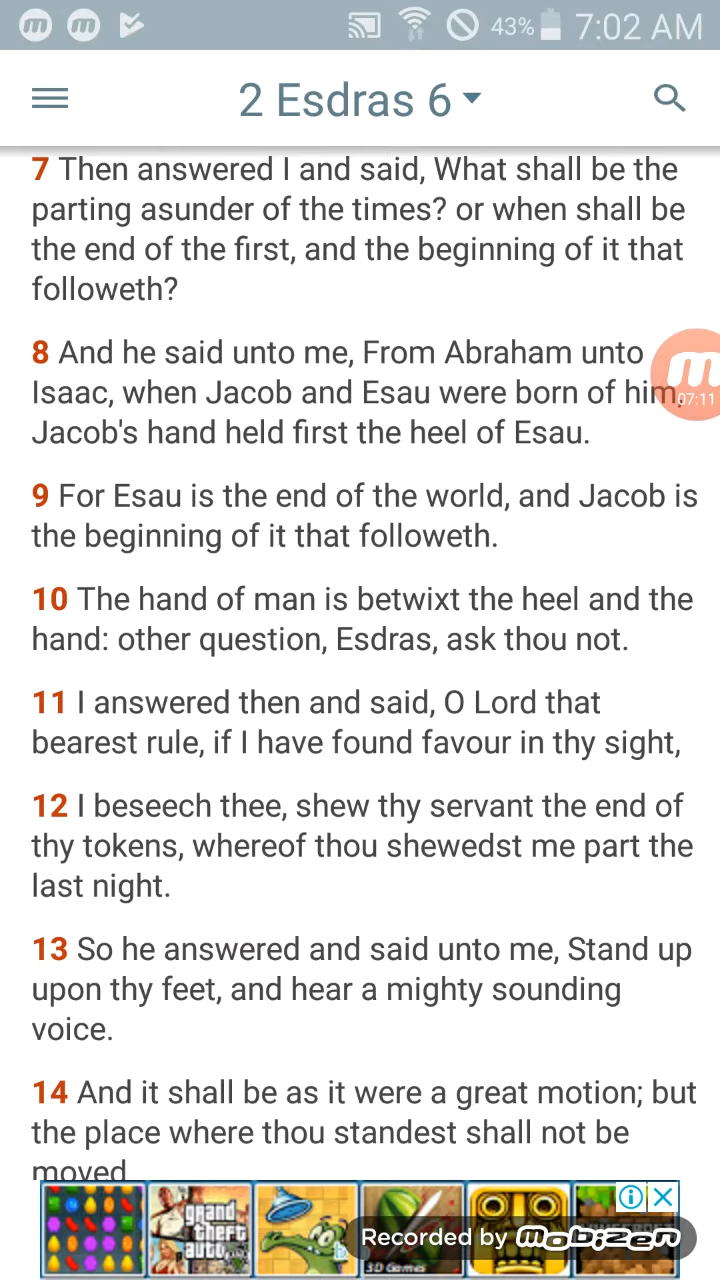 43% 7:02 AM
2 Esdras 6
7 Then answered I and said, What shall be the
parting asunder of the times? or when shall be
the end of the first, and the beginning of it that
followeth?
8 And he said unto me, From Abraham unto
Isaac, when Jacob and Esau were born of him,
Jacob's hand held first the heel of Esau.
07:11
9 For Esau is the end of the world, and Jacob is
the beginning of it that followeth.
10 The hand of man is betwixt the heel and the
hand: other question, Esdras, ask thou not.
11 I answered then and said, O Lord that
bearest rule, if I have found favour in thy sight,
12 I beseech thee, shew thy servant the end of
thy tokens, whereof thou shewedst me part the
last night.
13 So he answered and said unto me, Stand up
upon thy feet, and hear a mighty sounding
voice.
14 And it shall be as it were a great motion; but
the place where thou standest shall not be
moved
grand
theft
auto
3D Games
Recorded by mobizen